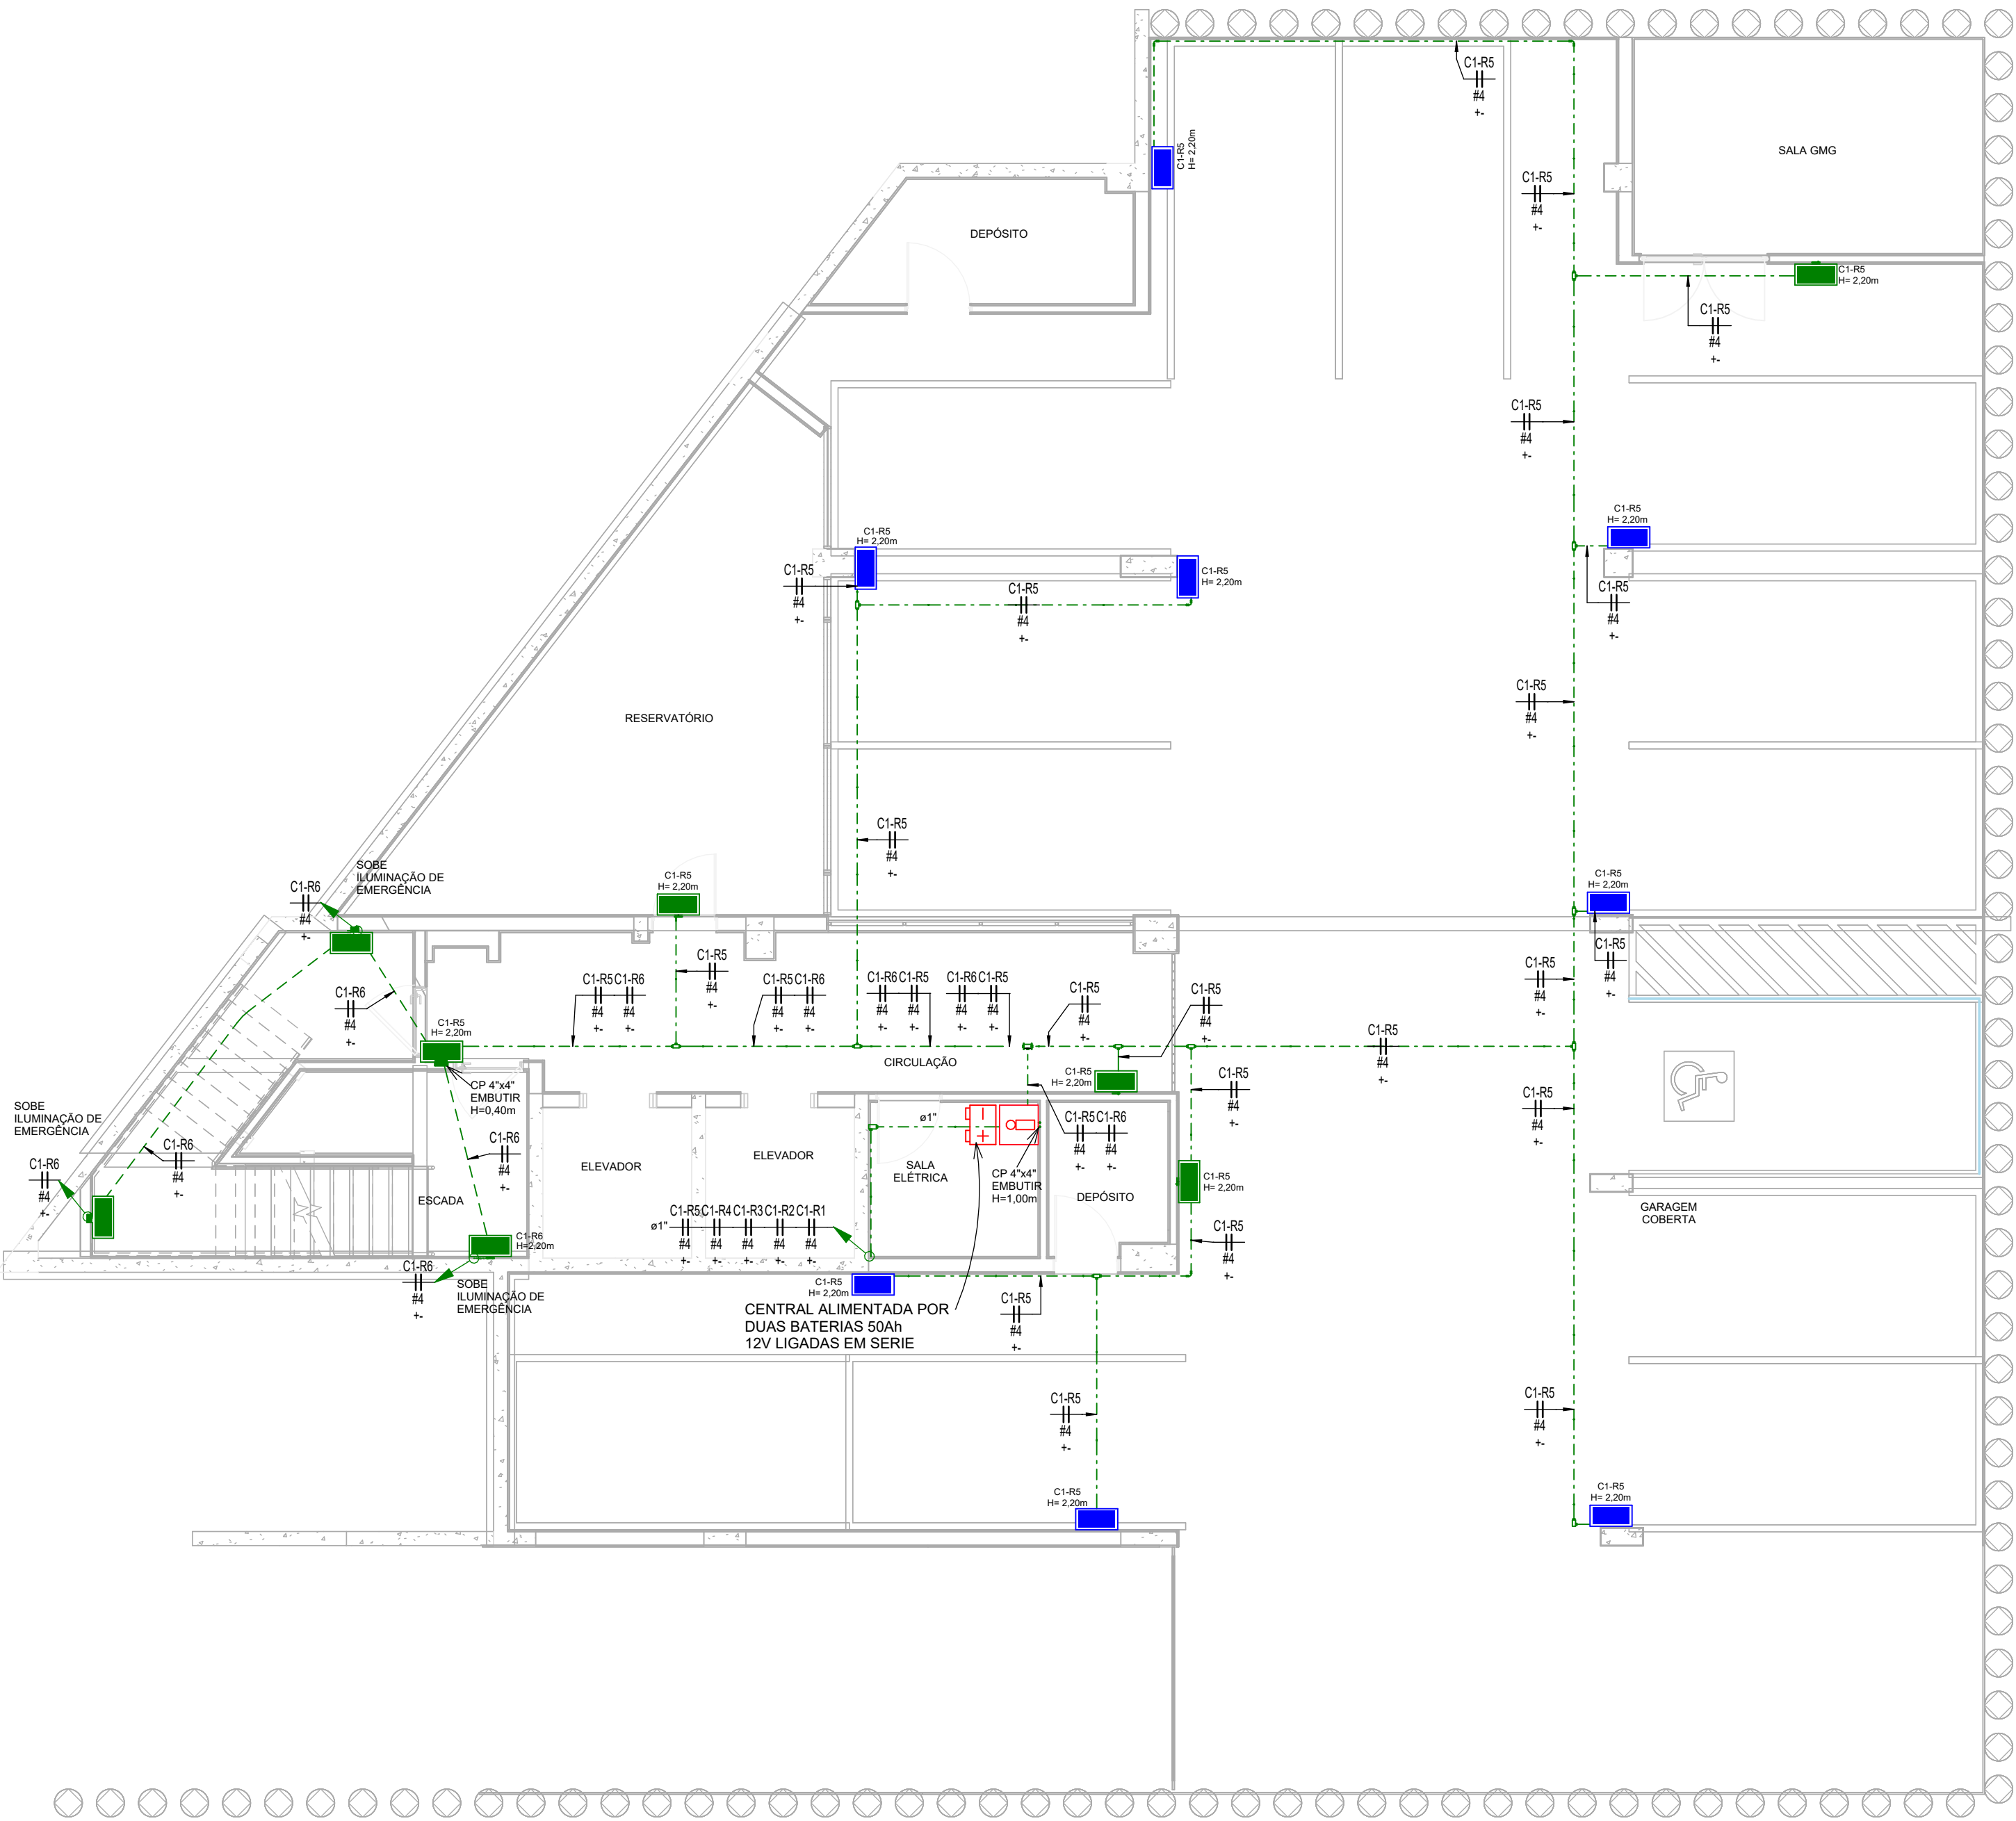 C1-R5
#4
+-
C1-R5
H= 2,20m
SALA GMG
C1-R5
#4
+-
DEPÓSITO
C1-R5
H= 2,20m
C1-R5
#4
+-
C1-R5
#4
+-
C1-R5
H= 2,20m
C1-R5
H= 2,20m
C1-R5
#4
+-
C1-R5
H= 2,20m
C1-R5
#4
+-
C1-R5
#4
+-
C1-R5
#4
+-
RESERVATÓRIO
C1-R5
#4
+-
SOBE
ILUMINAÇÃO DE
EMERGÊNCIA
C1-R6
#4
+-
C1-R5
H= 2,20m
C1-R5
H= 2,20m
C1-R5
#4
+-
C1-R5
#4
+-
C1-R5
#4
+-
C1-R6
#4
+-
C1-R5
H= 2,20m
C1-R5 C1-R6
#4 #4
+- +-
C1-R5 C1-R6
#4 #4
+- +-
C1-R6 C1-R5
#4 #4
+- +-
C1-R6 C1-R5
#4 #4
+- +-
C1-R5
#4
+-
C1-R5
#4
+-
C1-R5
#4
+-
C1-R5
#4
+-
CIRCULAÇÃO
C1-R5
H= 2,20m
C1-R5
#4
+-
C1-R5
#4
+-
CP 4"x4"
EMBUTIR
H=0,40m
SOBE
ILUMINAÇÃO DE
EMERGÊNCIA
C1-R6
#4
+-
C1-R6
#4
+-
C1-R6
#4
+-
ELEVADOR
ELEVADOR
ø1"
SALA
ELÉTRICA
CP 4"x4"
EMBUTIR
H=1,00m
C1-R5 C1-R6
#4 #4
+- +-
DEPÓSITO
C1-R5
H= 2,20m
ESCADA
GARAGEM
COBERTA
C1-R6
H=2,20m
ø1"
C1-R5 C1-R4 C1-R3 C1-R2 C1-R1
#4 #4 #4 #4 #4
+- +- +- +- +-
C1-R5
#4
+-
C1-R6
#4
+-
SOBE
ILUMINAÇÃO DE
EMERGÊNCIA
C1-R5
H= 2,20m
C1-R5
#4
+-
CENTRAL ALIMENTADA POR
DUAS BATERIAS 50Ah
12V LIGADAS EM SERIE
C1-R5
#4
+-
C1-R5
#4
+-
C1-R5
H= 2,20m
C1-R5
H= 2,20m